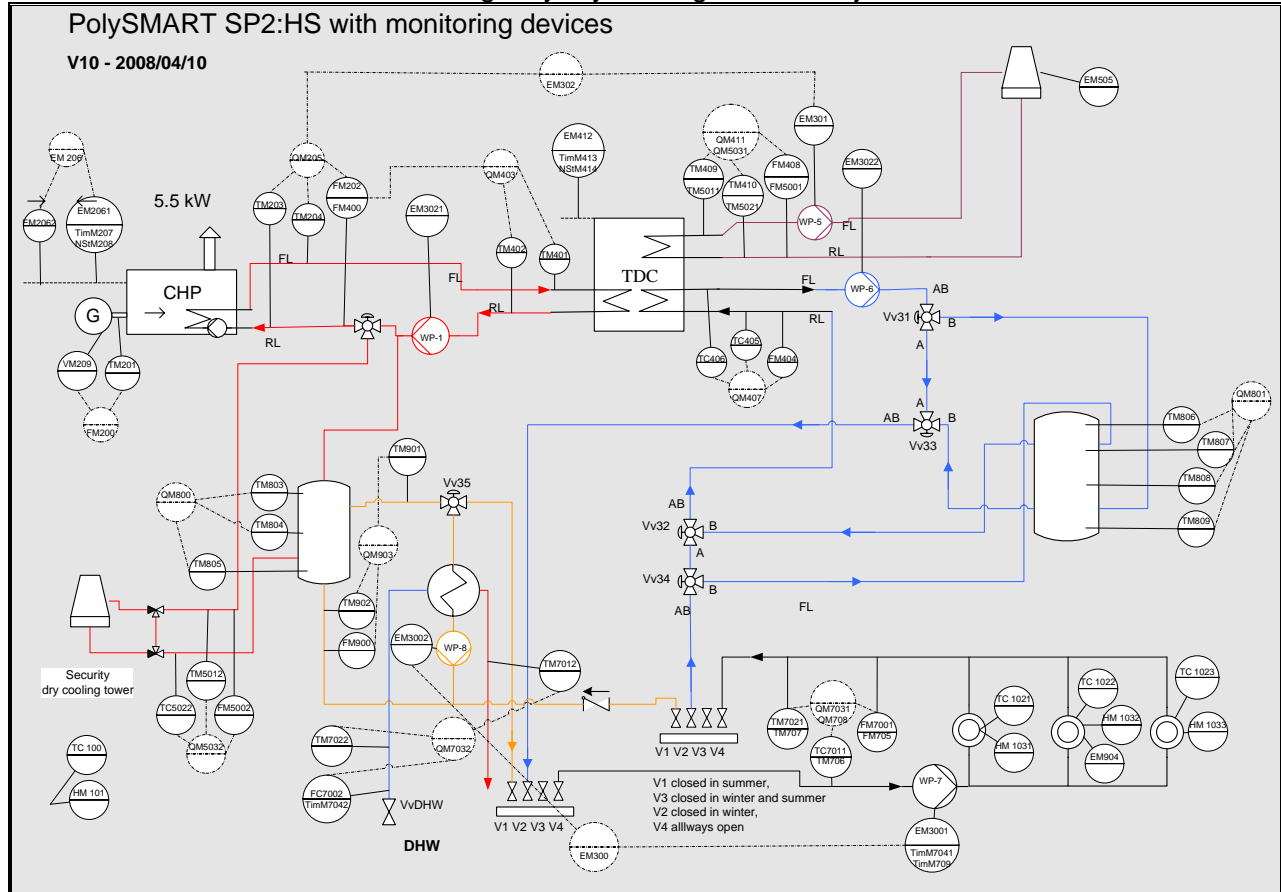 PolySMART SP2:HS with monitoring devices
V10 - 2008/04/10
EM302
EM505
EM 206
QM205
EM412
TimM413
NStM414
QM411
QM5031
EM301
EM2062
EM2061
TimM207
NStM208
5.5 kW
TM203
TM204
FM202
FM400
QM403
EM3021
TM402
TM401
TM409
TM5011
TM410
TM5021
FM408
FM5001
EM3022
WP-5
FL
RL
FL
FL
TDC
CHP
G
RL
WP-1
RL
FL
RL
WP-6
AB
Vv31
B
A
VM209
TM201
FM200
TC406
TC405
FM404
QM407
A
AB
B
Vv33
QM801
TM806
TM807
TM808
TM809
TM901
Vv35
QM800
TM803
TM804
TM805
QM903
TM902
FM900
AB
Vv32
B
A
Vv34
B
AB
FL
Security
dry cooling tower
TM5012
TC5022
FM5002
QM5032
EM3002
WP-8
TM7012
TC 100
HM 101
TM7022
QM7032
FC7002
TimM7042
VvDHW
DHW
V1 V2 V3 V4
V1 V2 V3 V4
TM7021
TM707
QM7031
QM708
FM7001
FM705
TC7011
TM706
TC 1021
HM 1031
TC 1022
HM 1032
EM904
TC 1023
HM 1033
V1 closed in summer,
V3 closed in winter and summer
V2 closed in winter,
V4 alllways open
WP-7
EM300
EM3001
TimM7041
TimM709